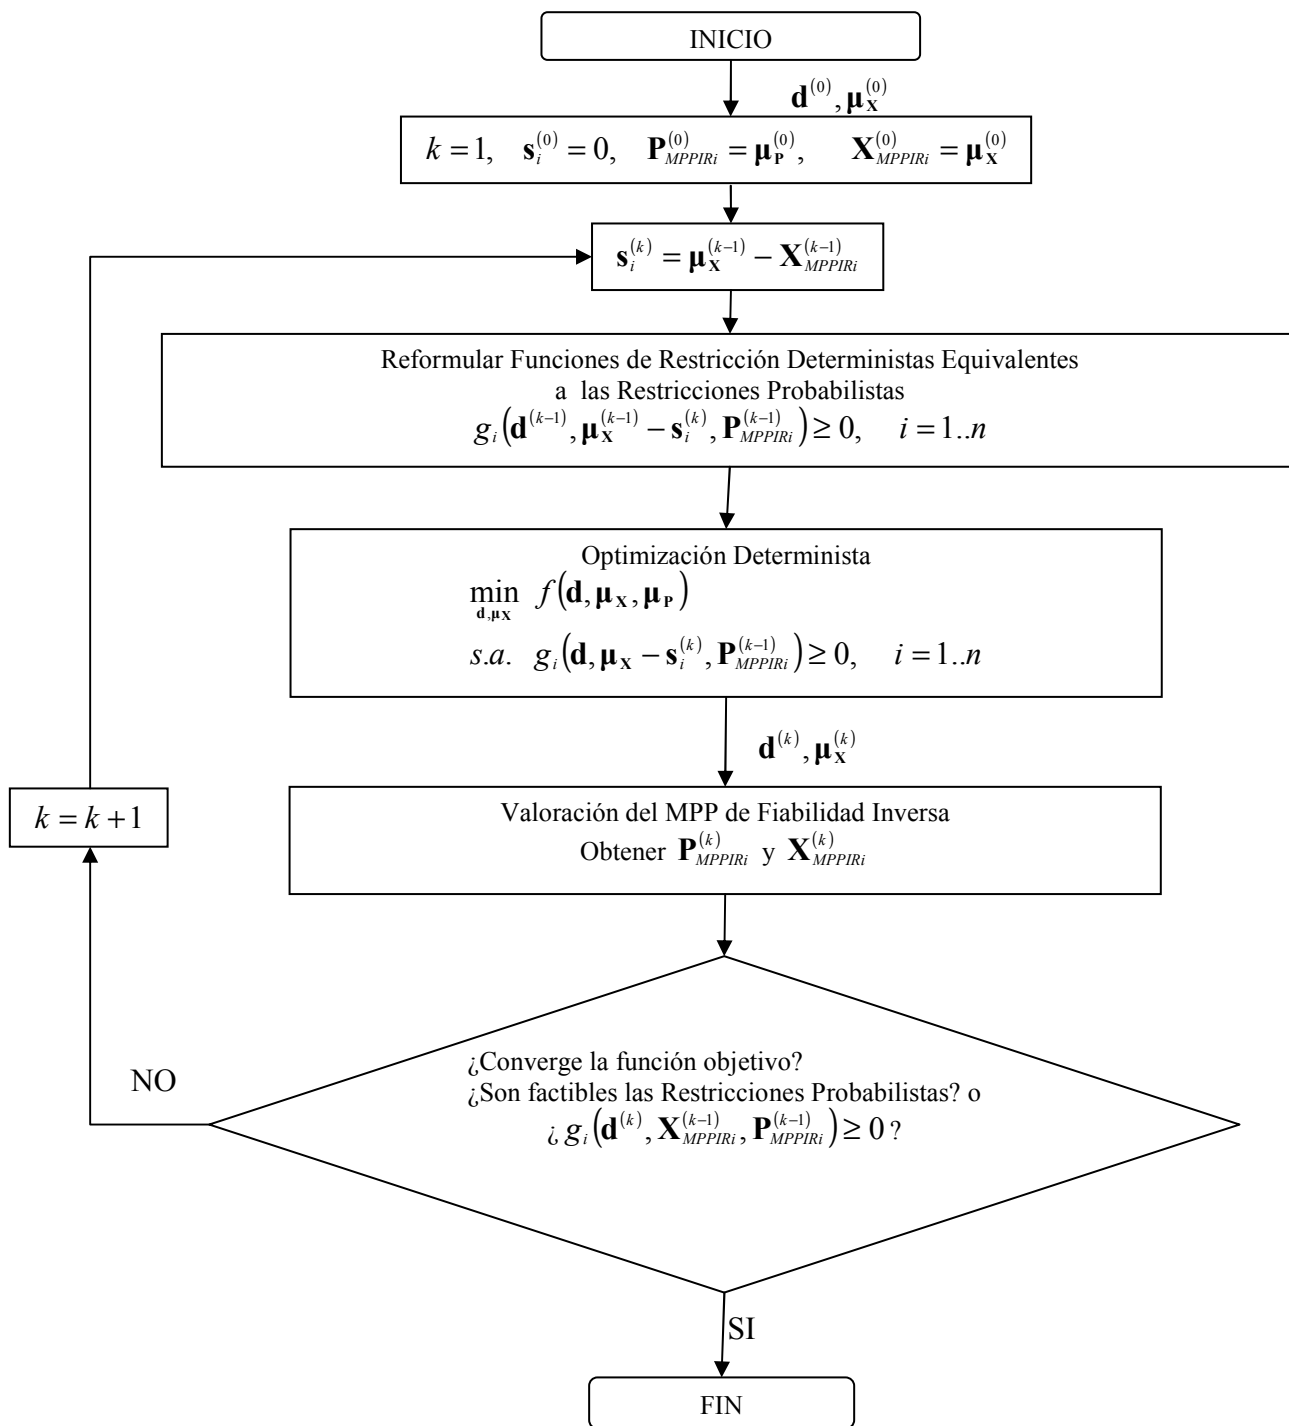 INICIO
d^(0), μ_X^(0)
k = 1, s_i^(0) = 0, P_MPPIRi^(0) = μ_P^(0), X_MPPIRi^(0) = μ_X^(0)
s_i^(k) = μ_X^(k-1) − X_MPPIRi^(k-1)
Reformular Funciones de Restricción Deterministas Equivalentes
a las Restricciones Probabilistas
g_i(d^(k-1), μ_X^(k-1) − s_i^(k), P_MPPIRi^(k-1)) ≥ 0, i = 1..n
Optimización Determinista
min f(d, μ_X, μ_P)
d,μ_X
s.a. g_i(d, μ_X − s_i^(k), P_MPPIRi^(k-1)) ≥ 0, i = 1..n
d^(k), μ_X^(k)
k = k + 1
Valoración del MPP de Fiabilidad Inversa
Obtener P_MPPIRi^(k) y X_MPPIRi^(k)
NO
¿Converge la función objetivo?
¿Son factibles las Restricciones Probabilistas? o
¿ g_i(d^(k), X_MPPIRi^(k-1), P_MPPIRi^(k-1)) ≥ 0 ?
SI
FIN